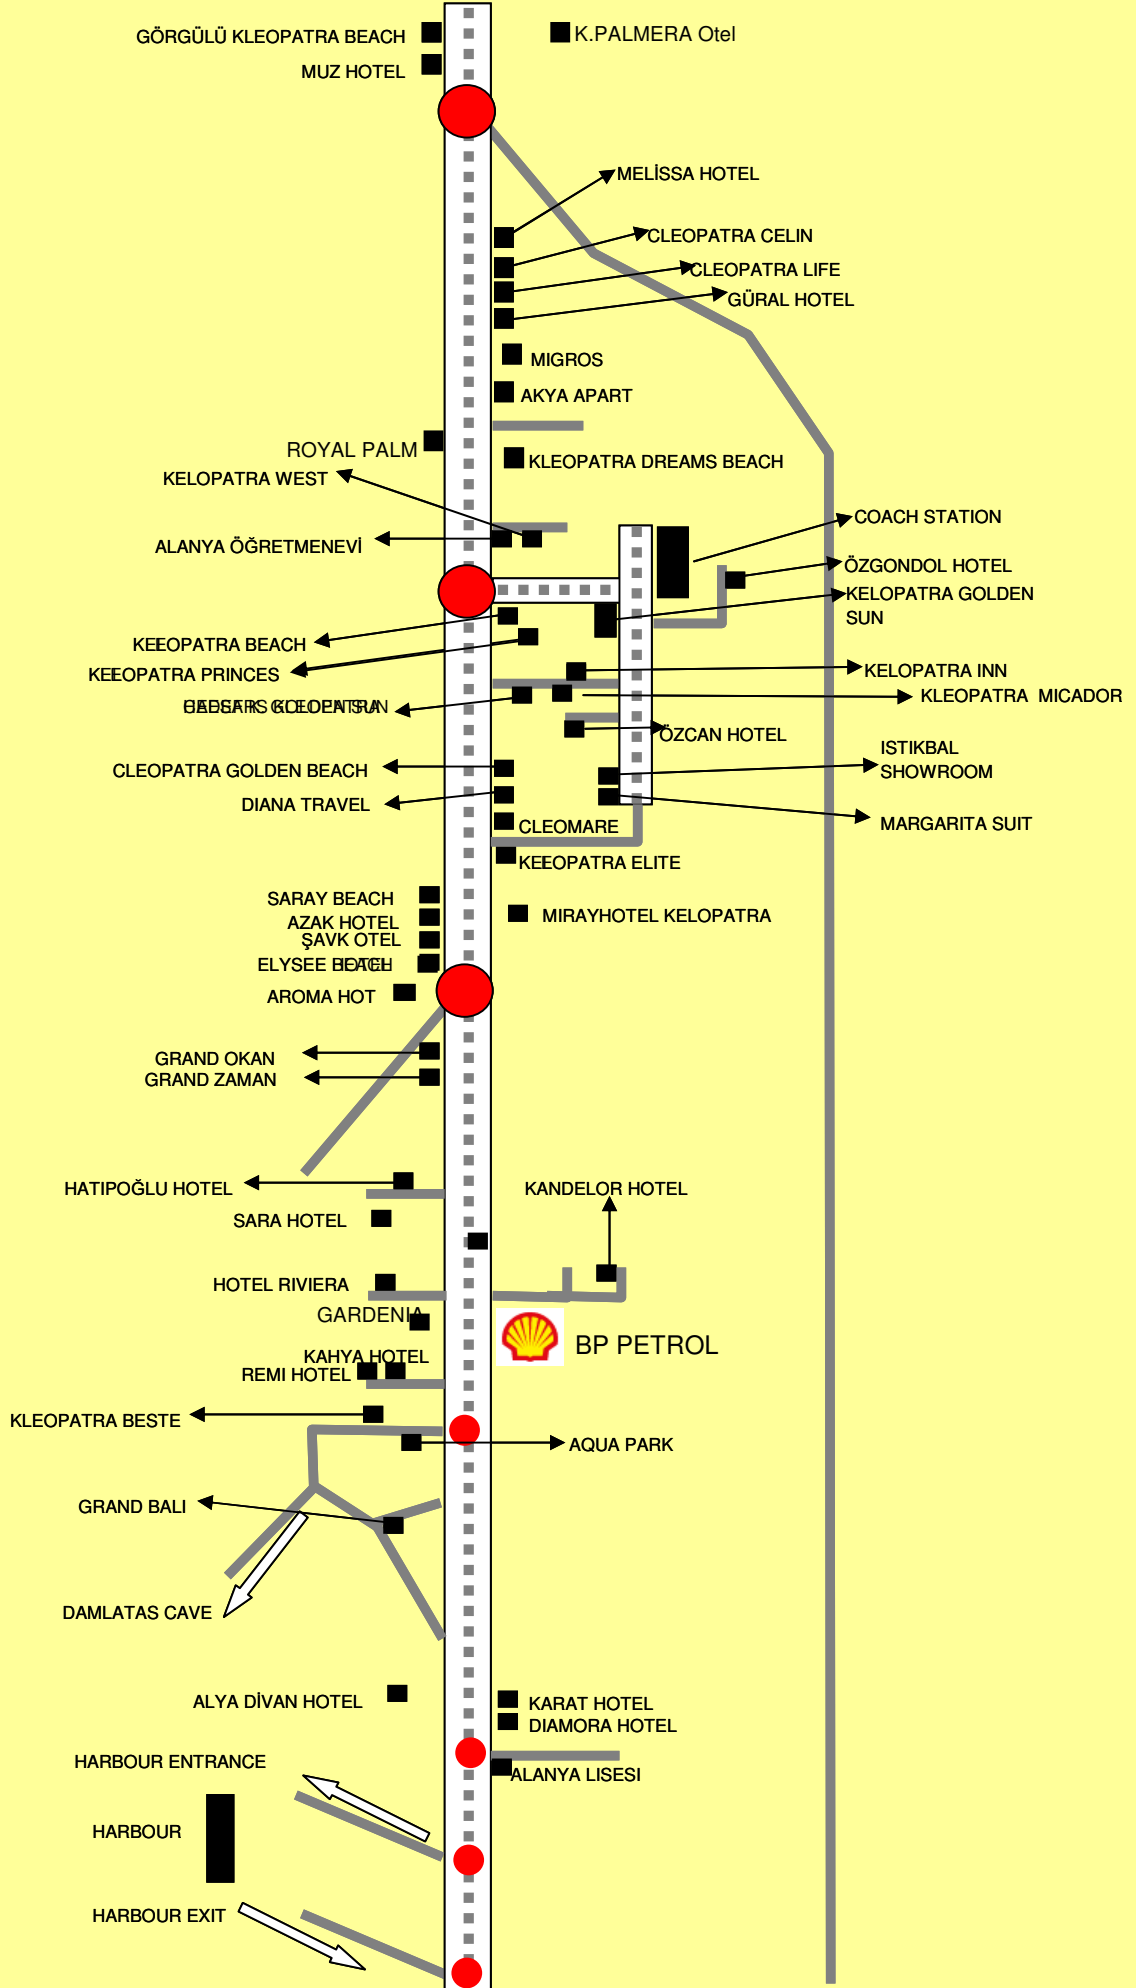 GÖRGÜLÜ KLEOPATRA BEACH
K.PALMERA Otel
MUZ HOTEL
MELİSSA HOTEL
CLEOPATRA CELIN
CLEOPATRA LIFE
GÜRAL HOTEL
MIGROS
AKYA APART
ROYAL PALM
KLEOPATRA DREAMS BEACH
KELOPATRA WEST
COACH STATION
ALANYA ÖĞRETMENEVİ
ÖZGONDOL HOTEL
KELOPATRA GOLDEN
SUN
BEACH
PRINCES
KELOPATRA INN
KLEOPATRA MICADOR
ÖZCAN HOTEL
ISTIKBAL
SHOWROOM
CLEOPATRA GOLDEN BEACH
DIANA TRAVEL
MARGARITA SUIT
CLEOMARE
ELITE
SARAY BEACH
MIRAYHOTEL KELOPATRA
AZAK HOTEL
ŞAVK OTEL
ELYSEE
AROMA HOT
GRAND OKAN
GRAND ZAMAN
HATIPOĞLU HOTEL
KANDELOR HOTEL
SARA HOTEL
HOTEL RIVIERA
GARDENIA
BP PETROL
KAHYA HOTEL
REMI HOTEL
KLEOPATRA BESTE
AQUA PARK
GRAND BALI
DAMLATAS CAVE
ALYA DİVAN HOTEL
KARAT HOTEL
DIAMORA HOTEL
HARBOUR ENTRANCE
ALANYA LISESI
HARBOUR
HARBOUR EXIT